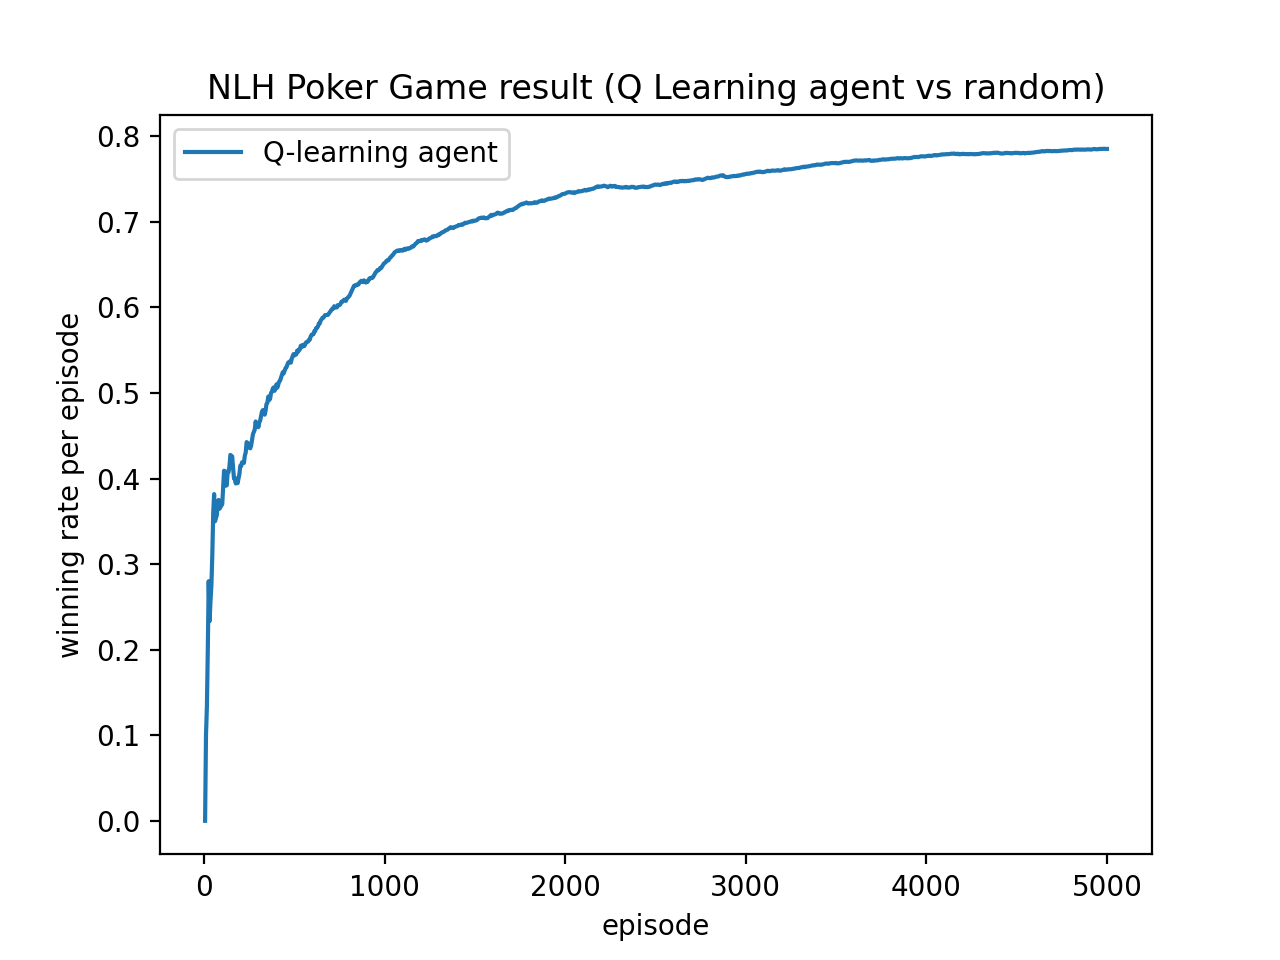 NLH Poker Game result (Q Learning agent vs random)
Q-learning agent
winning rate per episode
0.8
0.7
0.6
0.5
0.4
0.3
0.2
0.1
0.0
0 1000 2000 3000 4000 5000
episode